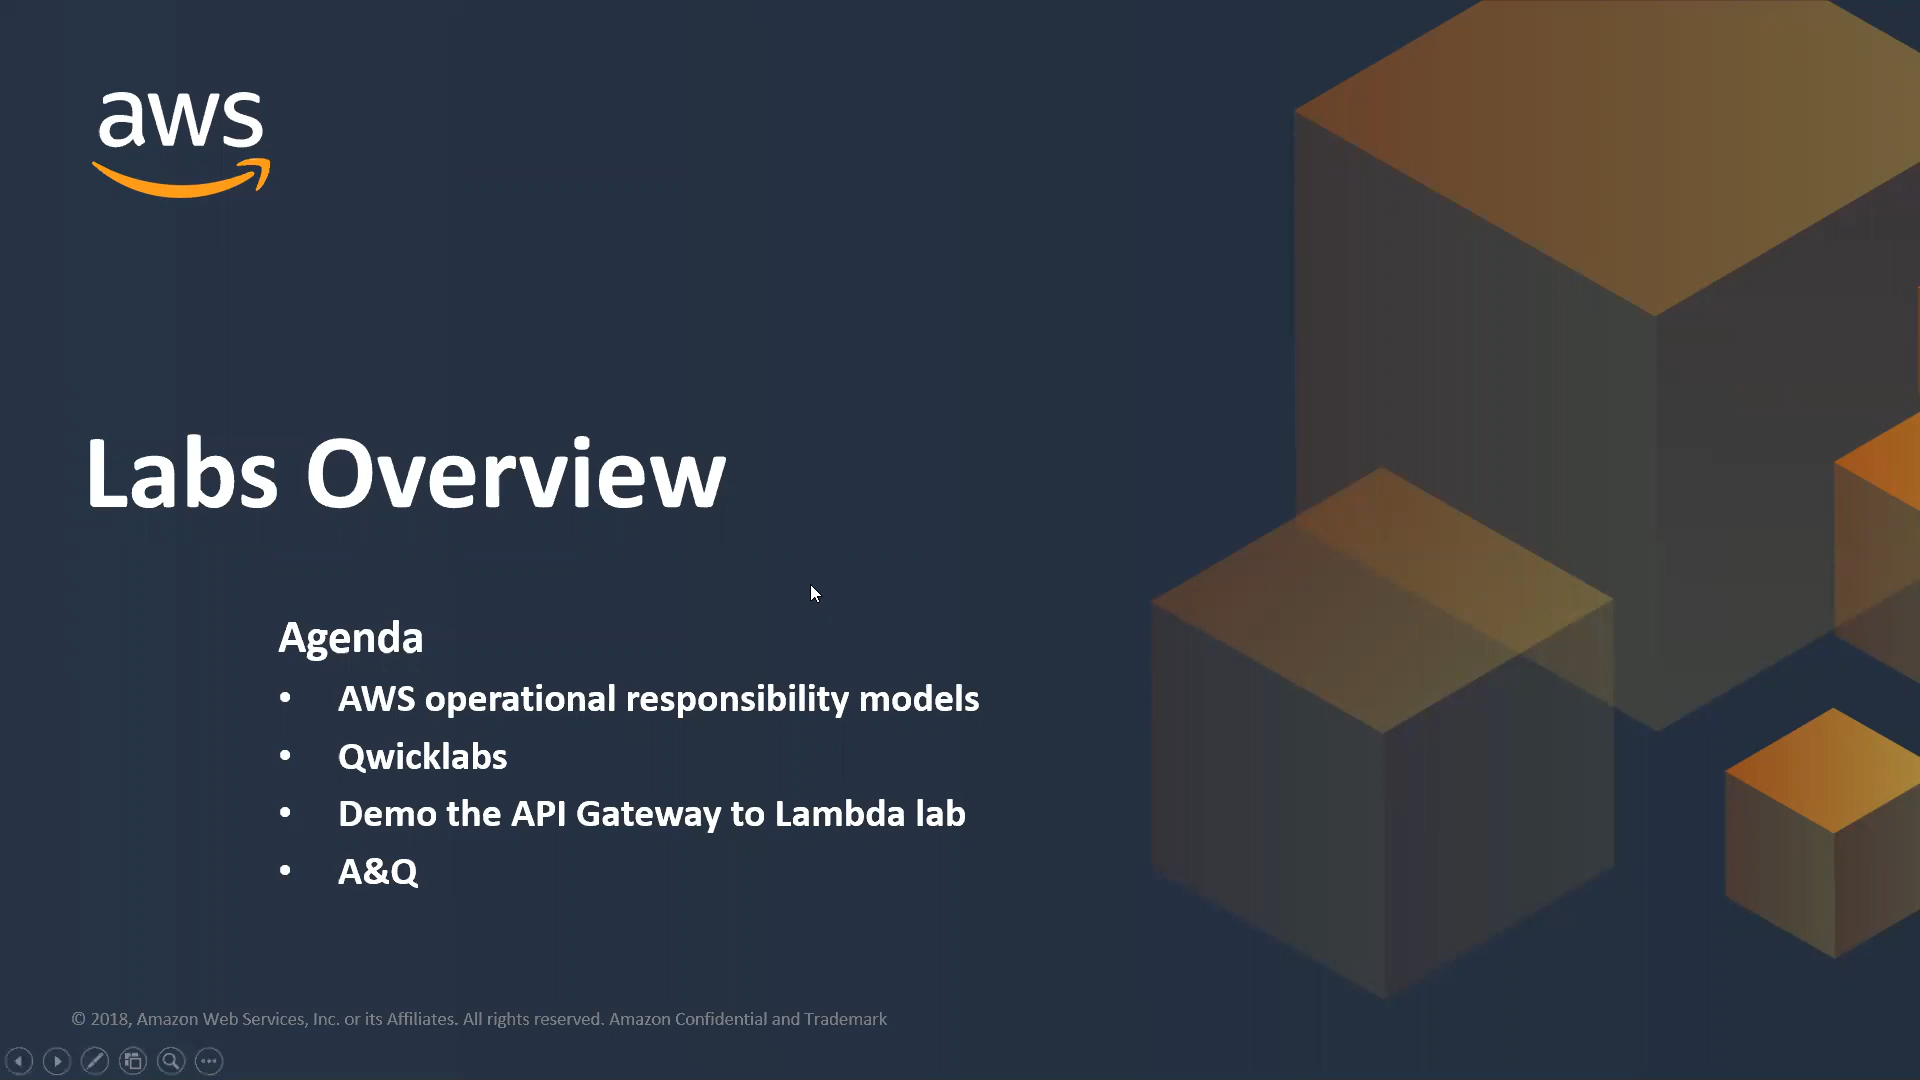 aws
Labs Overview
Agenda
• AWS operational responsibility models
• Qwicklabs
• Demo the API Gateway to Lambda lab
• A&Q
© 2018, Amazon Web Services, Inc. or its Affiliates. All rights reserved. Amazon Confidential and Trademark